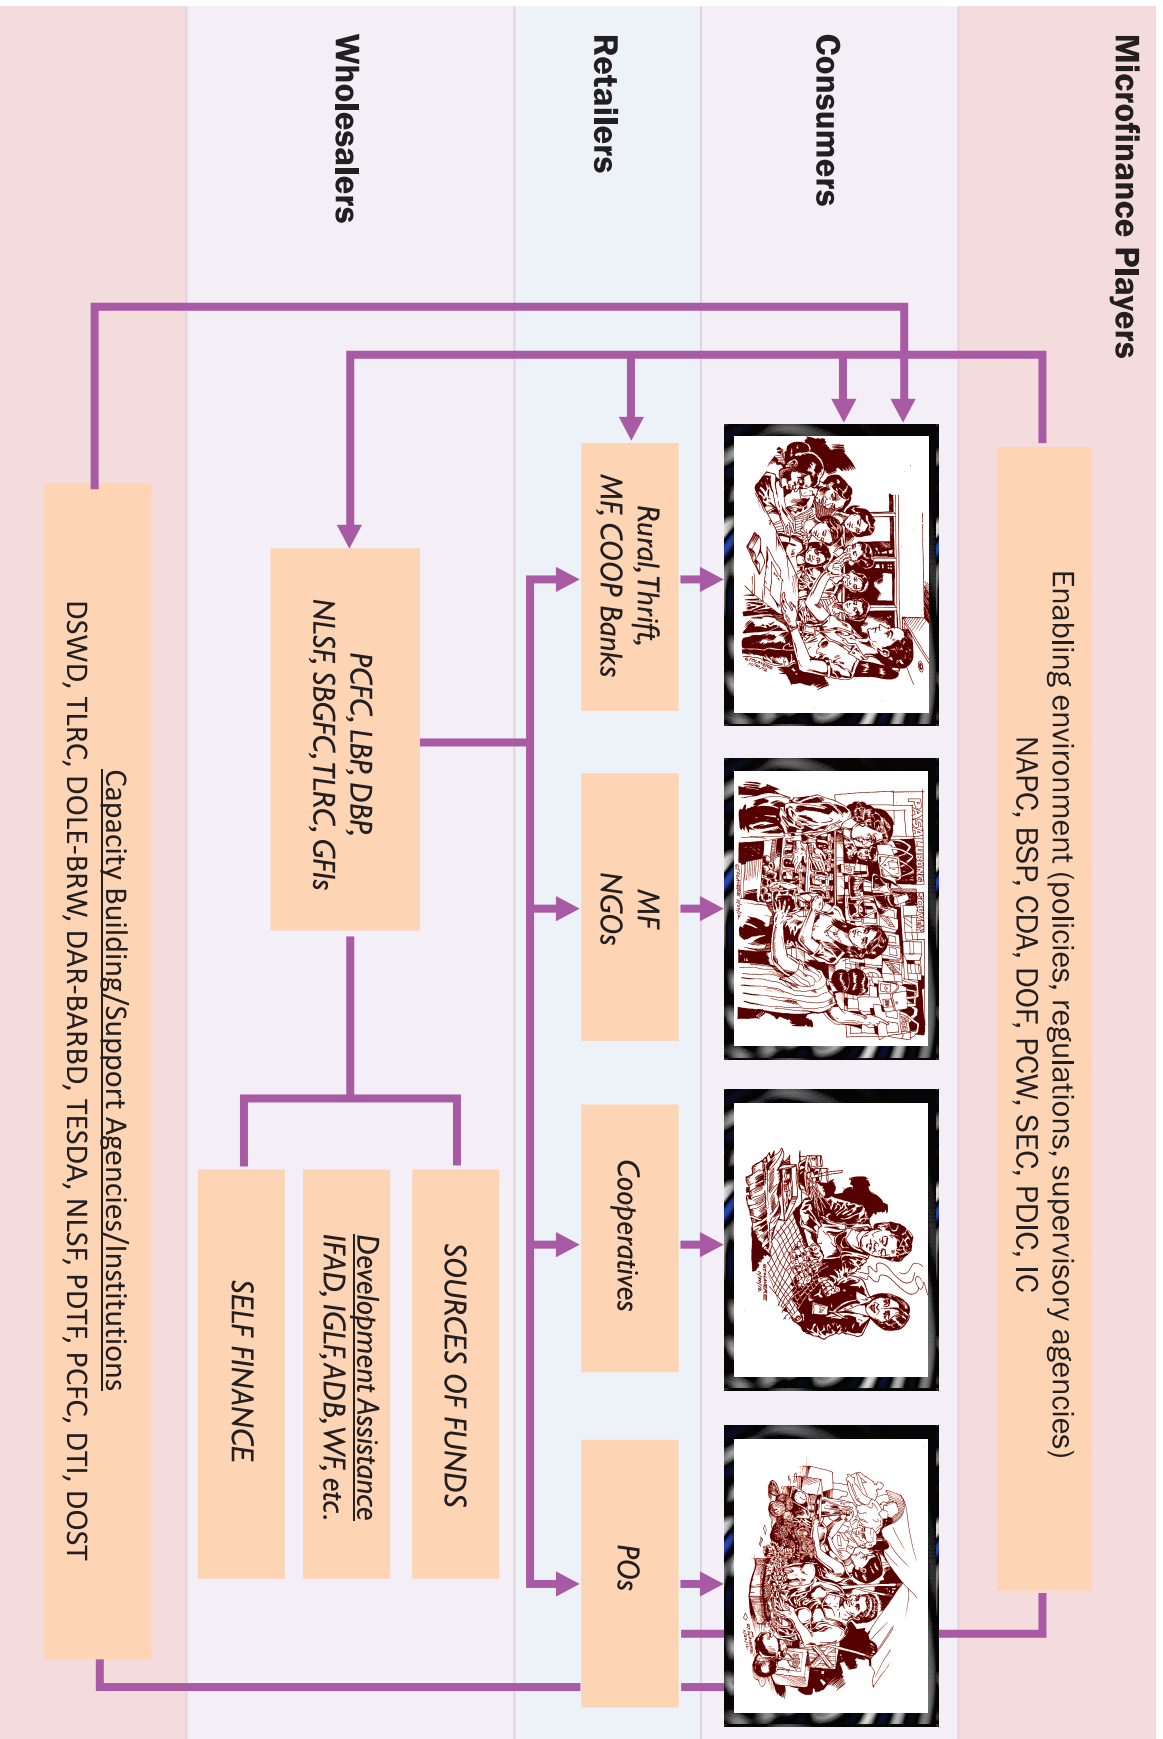 Microfinance Players
Enabling environment (policies, regulations, supervisory agencies)
NAPC, BSP, CDA, DOF, PCW, SEC, PDIC, IC
Consumers
Retailers
Rural, Thrift,
MF, COOP Banks
MF
NGOs
Cooperatives
POs
Wholesalers
PCFC, LBP, DBP,
NLSF, SBGFC, TLRC, GFIs
SOURCES OF FUNDS
Development Assistance
IFAD, IGLF, ADB, WF, etc.
SELF FINANCE
Capacity Building/Support Agencies/Institutions
DSWD, TLRC, DOLE-BRW, DAR-BARBD, TESDA, NLSF, PDTF, PCFC, DTI, DOST